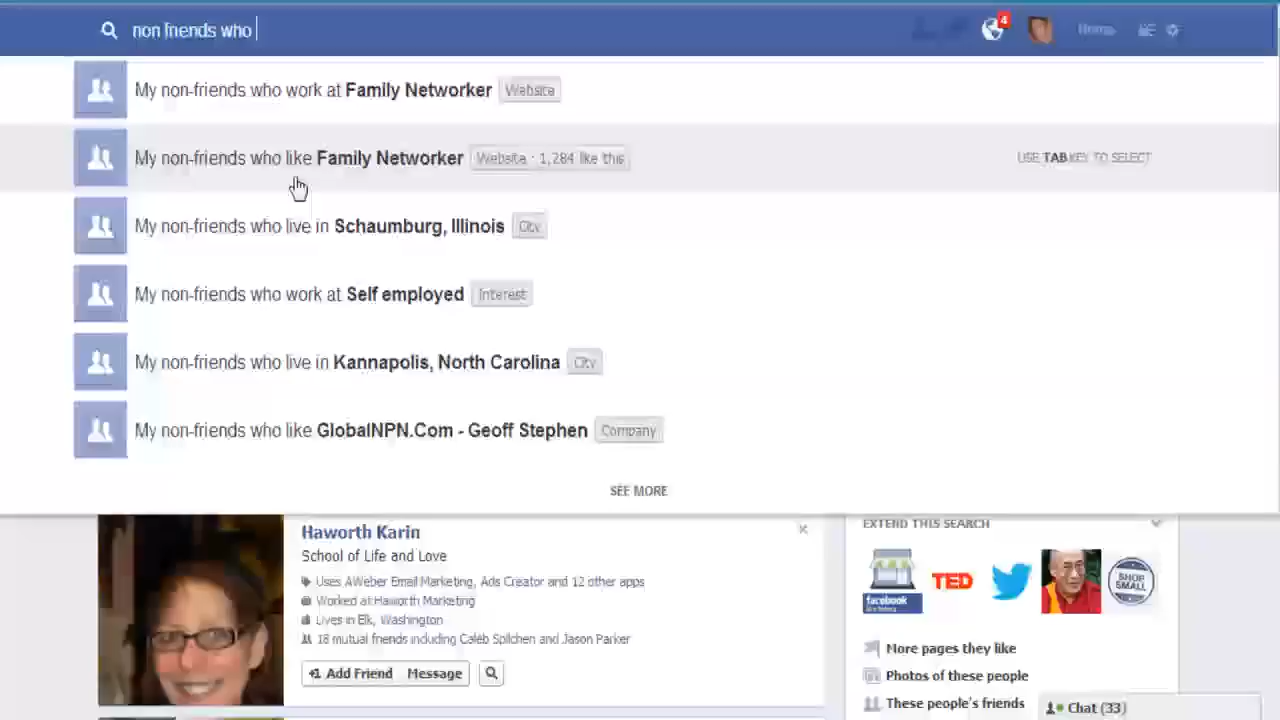 non friends who
4
Home
My non-friends who work at Family Networker Website
My non-friends who like Family Networker Website · 1,284 like this USE TAB KEY TO SELECT
My non-friends who live in Schaumburg, Illinois City
My non-friends who work at Self employed Interest
My non-friends who live in Kannapolis, North Carolina City
My non-friends who like GlobalNPN.Com - Geoff Stephen Company
SEE MORE
Haworth Karin
School of Life and Love
Uses AWeber Email Marketing, Ads Creator and 12 other apps
Worked at Haworth Marketing
Lives in Elk, Washington
18 mutual friends including Caleb Spilchen and Jason Parker
+1 Add Friend Message
EXTEND THIS SEARCH
facebook
TED
SHOP
SMALL
More pages they like
Photos of these people
These people's friends
Chat (33)